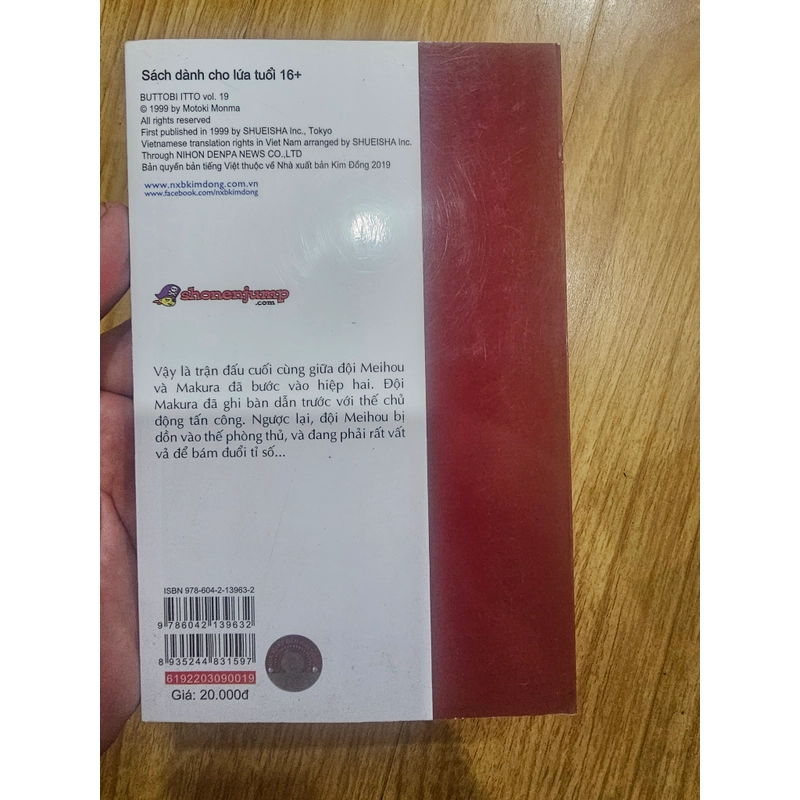 Sách dành cho lứa tuổi 16+
BUTTOBI ITTO vol. 19
© 1999 by Motoki Monma
All rights reserved
First published in 1999 by SHUEISHA Inc., Tokyo
Vietnamese translation rights in Viet Nam arranged by SHUEISHA Inc.
Through NIHON DENPA NEWS CO.,LTD
Bản quyền bản tiếng Việt thuộc về Nhà xuất bản Kim Đồng 2019
www.nxbkimdong.com.vn
www.facebook.com/nxbkimdong
shonenjump
.com
Vậy là trận đấu cuối cùng giữa đội Meihou
và Makura đã bước vào hiệp hai. Đội
Makura đã ghi bàn dẫn trước với thế chủ
động tấn công. Ngược lại, đội Meihou bị
dồn vào thế phòng thủ, và đang phải rất vất
vả để bám đuổi tỉ số...
ISBN 978-604-2-13963-2
9 786042 139632
8 935244 831597
6192203090019
Giá: 20.000đ